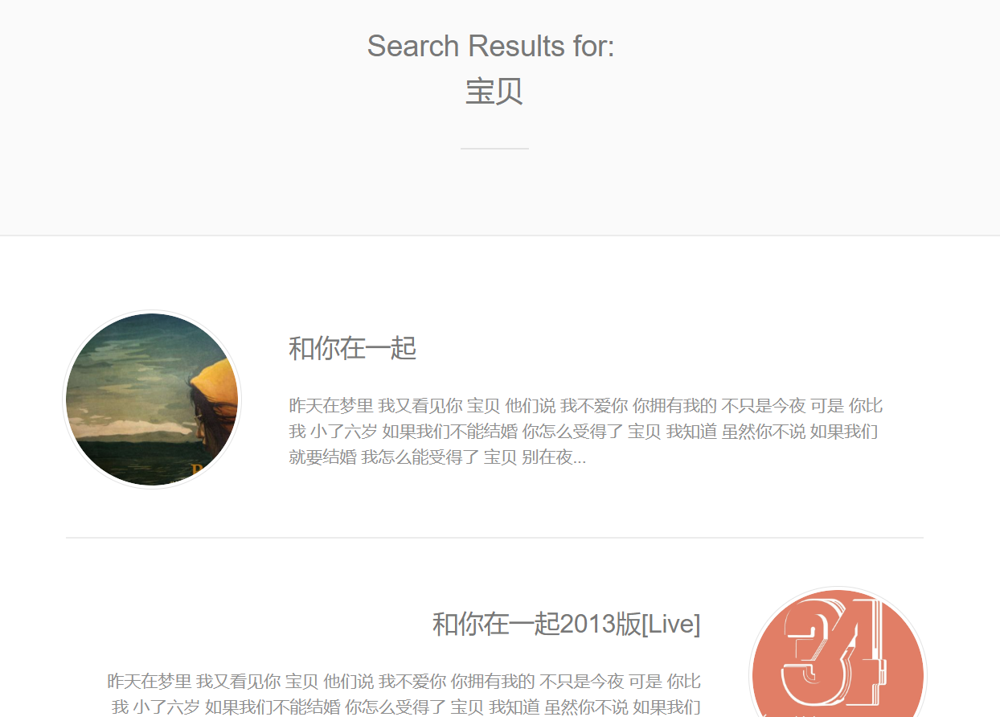 Search Results for:
宝贝
和你在一起
昨天在梦里 我又看见你 宝贝 他们说 我不爱你 你拥有我的 不只是今夜 可是 你比
我 小了六岁 如果我们不能结婚 你怎么受得了 宝贝 我知道 虽然你不说 如果我们
就要结婚 我怎么能受得了 宝贝 别在夜...
和你在一起2013版[Live]
34
昨天在梦里 我又看见你 宝贝 他们说 我不爱你 你拥有我的 不只是今夜 可是 你比
我 小了六岁 如果我们不能结婚 你怎么受得了 宝贝 我知道 虽然你不说 如果我们